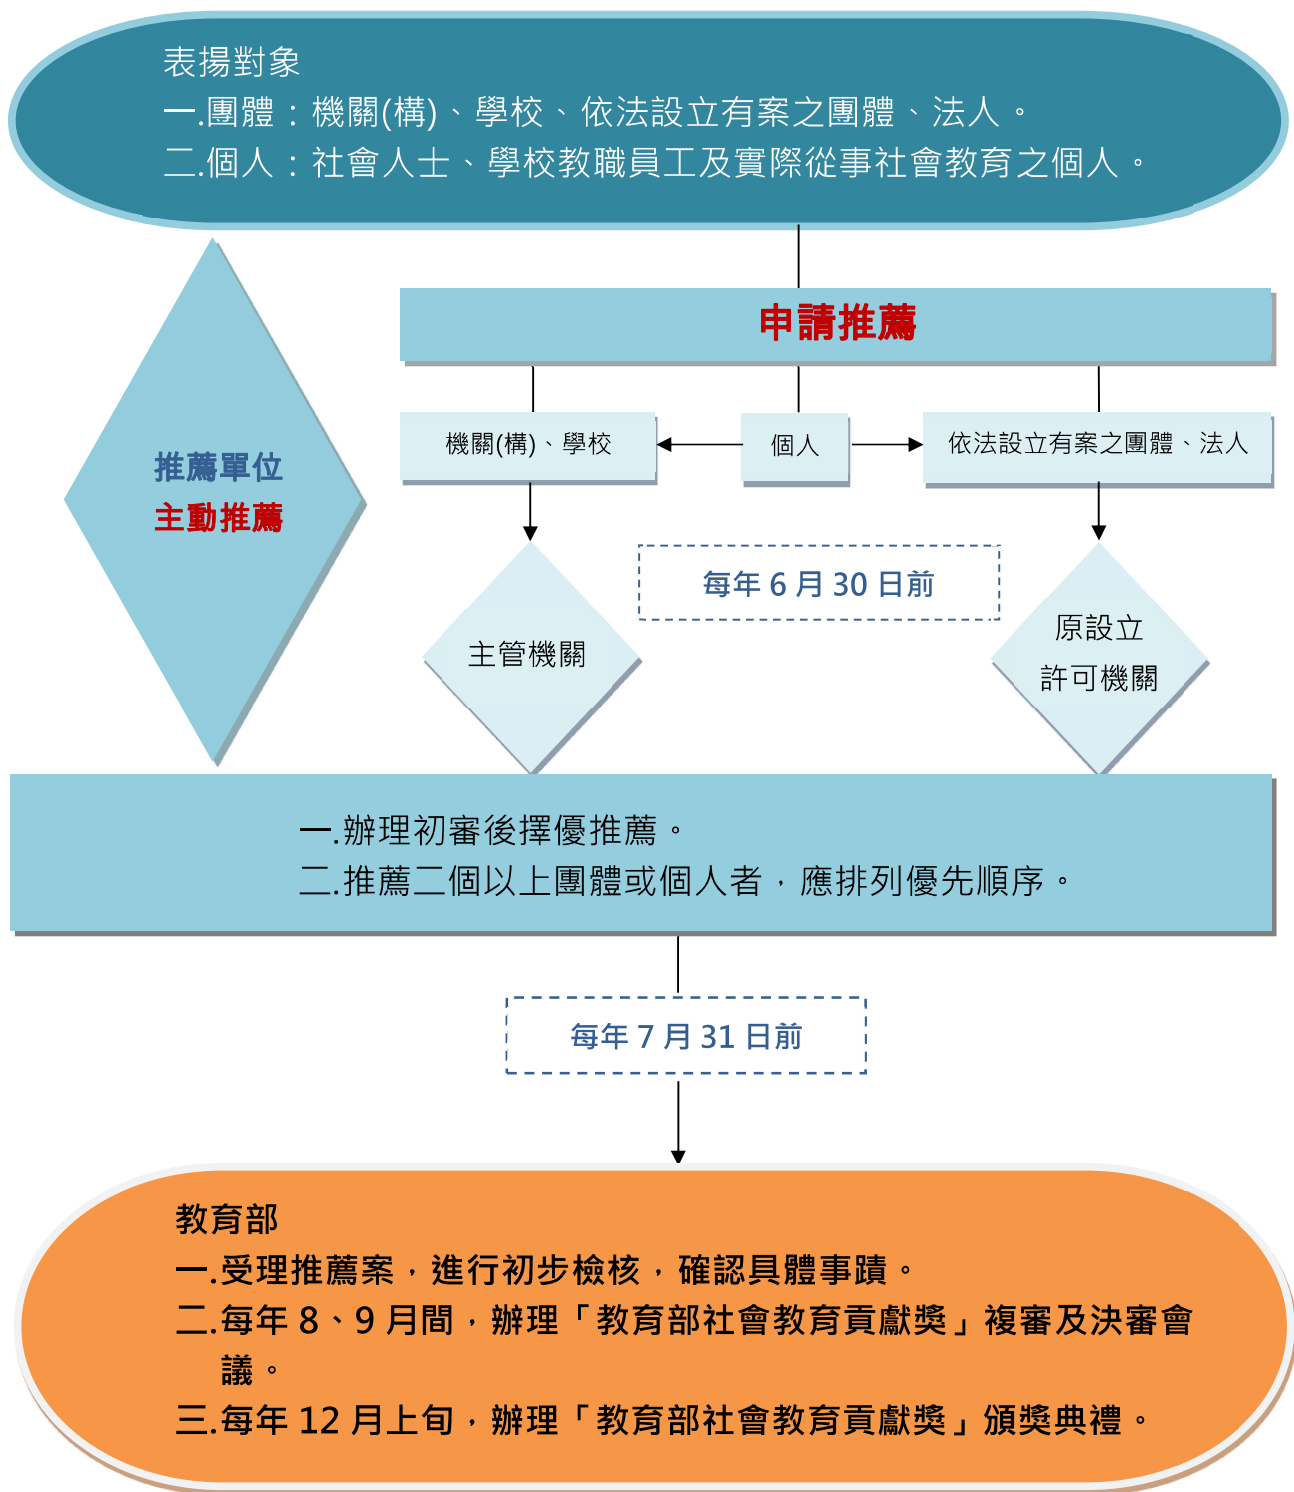 表揚對象
一.團體：機關(構)、學校、依法設立有案之團體、法人。
二.個人：社會人士、學校教職員工及實際從事社會教育之個人。
申請推薦
推薦單位
主動推薦
機關(構)、學校
個人
依法設立有案之團體、法人
每年 6 月 30 日前
主管機關
原設立
許可機關
一.辦理初審後擇優推薦。
二.推薦二個以上團體或個人者，應排列優先順序。
每年 7 月 31 日前
教育部
一.受理推薦案，進行初步檢核，確認具體事蹟。
二.每年 8、9 月間，辦理「教育部社會教育貢獻獎」複審及決審會
議。
三.每年 12 月上旬，辦理「教育部社會教育貢獻獎」頒獎典禮。